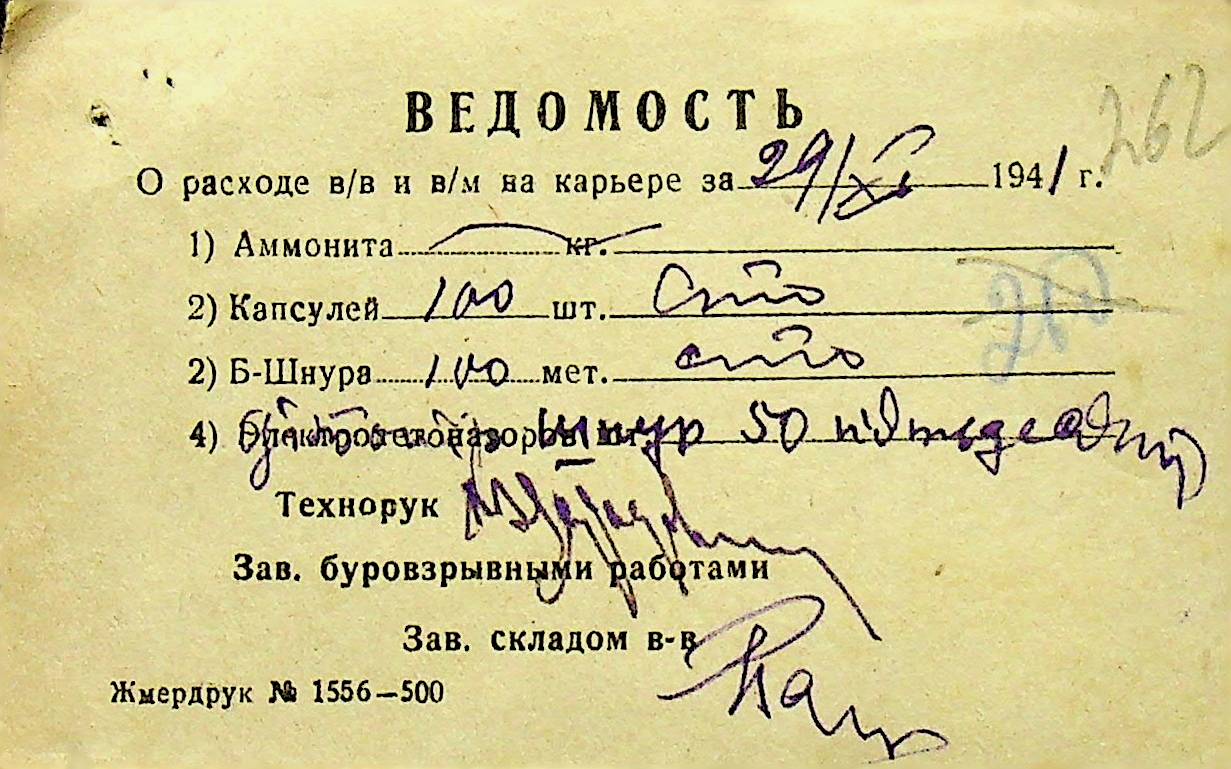 262
ВЕДОМОСТЬ
О расходе в/в и в/м на карьере за 29/XI 1941 г.
1) Аммонита кг.
2) Капсулей 100 шт. сто
2) Б-Шнура 100 мет. сто
4) Электродетонаторов шт. шнур 50 пятьдесят
Технорук
Зав. буровзрывными работами
Зав. складом в-в
Жмердрук № 1556—500